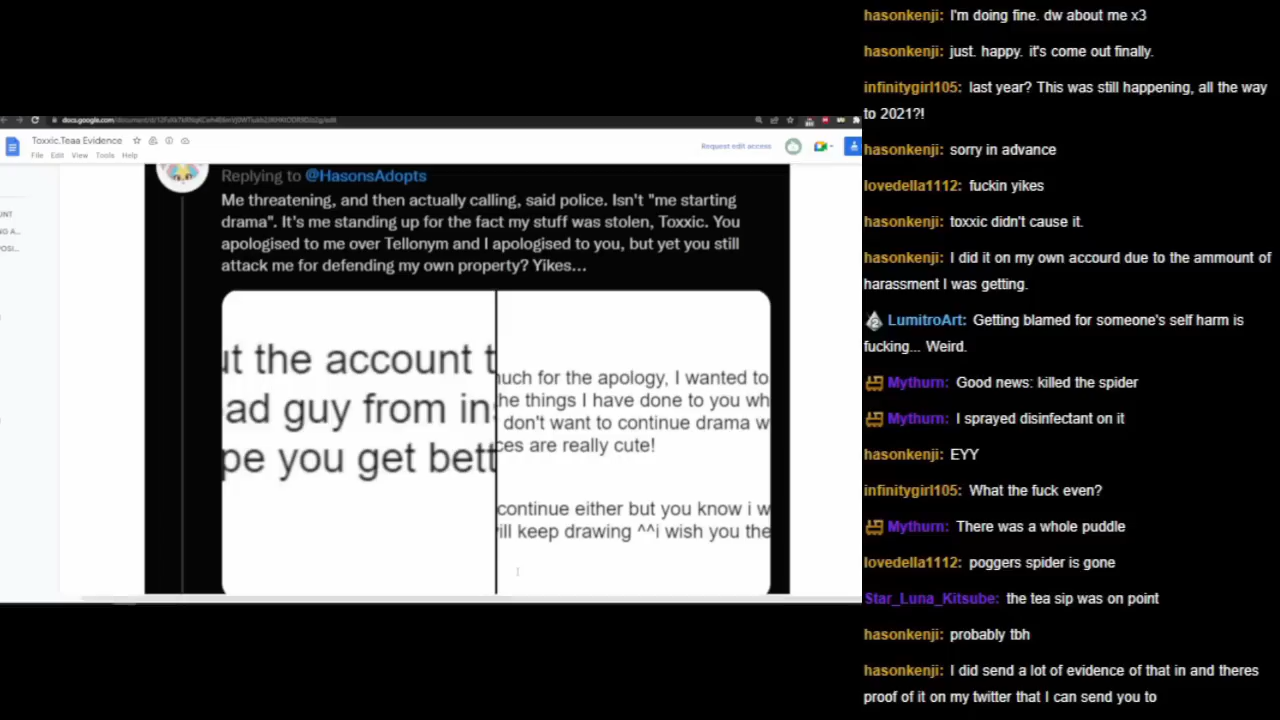 Toxxic.Teaa Evidence
File Edit View Tools Help
Request edit access
Replying to @HasonsAdopts
Me threatening, and then actually calling, said police. Isn't "me starting
drama". It's me standing up for the fact my stuff was stolen, Toxxic. You
apologised to me over Tellonym and I apologised to you, but yet you still
attack me for defending my own property? Yikes...
ut the account t
ad guy from ins
pe you get bett
uch for the apology, I wanted to
he things I have done to you wh
don't want to continue drama w
ces are really cute!
continue either but you know i w
ill keep drawing ^^i wish you the
hasonkenji: I'm doing fine. dw about me x3
hasonkenji: just. happy. it's come out finally.
infinitygirl105: last year? This was still happening, all the way
to 2021?!
hasonkenji: sorry in advance
lovedella1112: fuckin yikes
hasonkenji: toxxic didn't cause it.
hasonkenji: I did it on my own accourd due to the ammount of
harassment I was getting.
LumitroArt: Getting blamed for someone's self harm is
fucking... Weird.
Mythurn: Good news: killed the spider
Mythurn: I sprayed disinfectant on it
hasonkenji: EYY
infinitygirl105: What the fuck even?
Mythurn: There was a whole puddle
lovedella1112: poggers spider is gone
Star_Luna_Kitsube: the tea sip was on point
hasonkenji: probably tbh
hasonkenji: I did send a lot of evidence of that in and theres
proof of it on my twitter that I can send you to